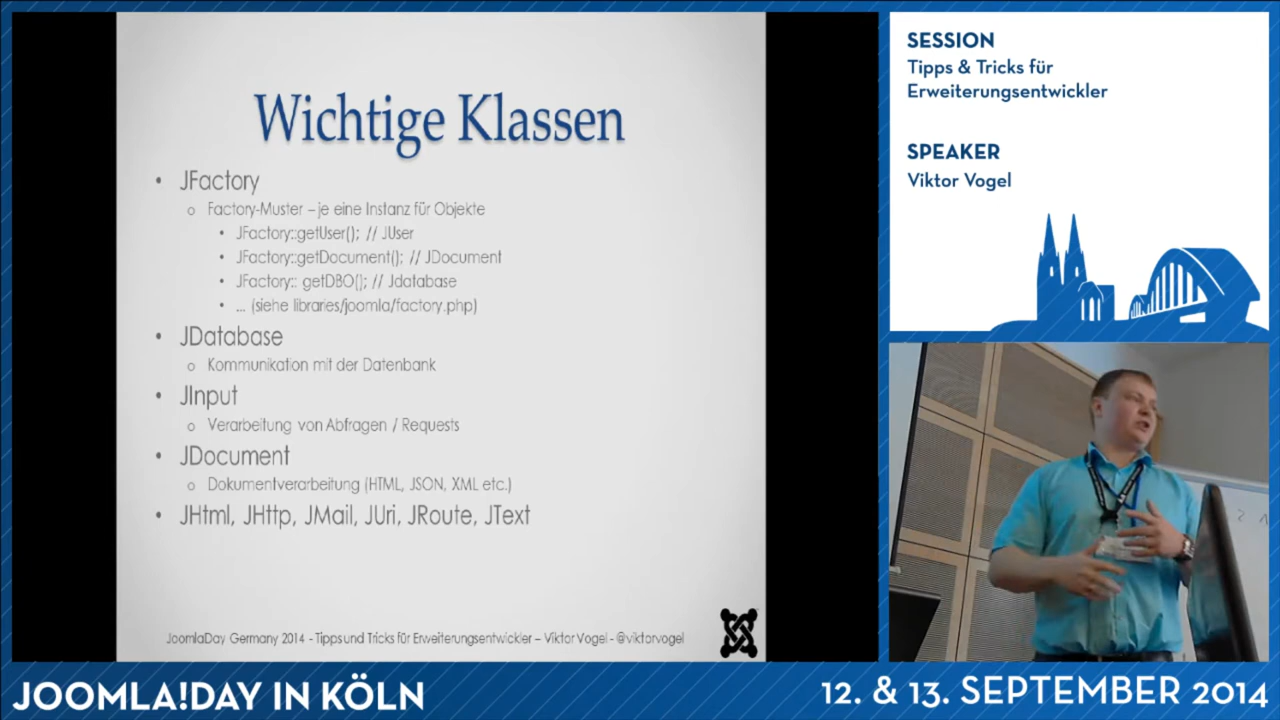 Wichtige Klassen
• JFactory
o Factory-Muster – je eine Instanz für Objekte
• JFactory::getUser(); // JUser
• JFactory::getDocument(); // JDocument
• JFactory:: getDBO(); // Jdatabase
• ... (siehe libraries/joomla/factory.php)
• JDatabase
o Kommunikation mit der Datenbank
• JInput
o Verarbeitung von Abfragen / Requests
• JDocument
o Dokumentverarbeitung (HTML, JSON, XML etc.)
• JHtml, JHttp, JMail, JUri, JRoute, JText
JoomlaDay Germany 2014 - Tipps und Tricks für Erweiterungsentwickler – Viktor Vogel - @viktorvogel
SESSION
Tipps & Tricks für
Erweiterungsentwickler
SPEAKER
Viktor Vogel
JOOMLA!DAY IN KÖLN
12. & 13. SEPTEMBER 2014